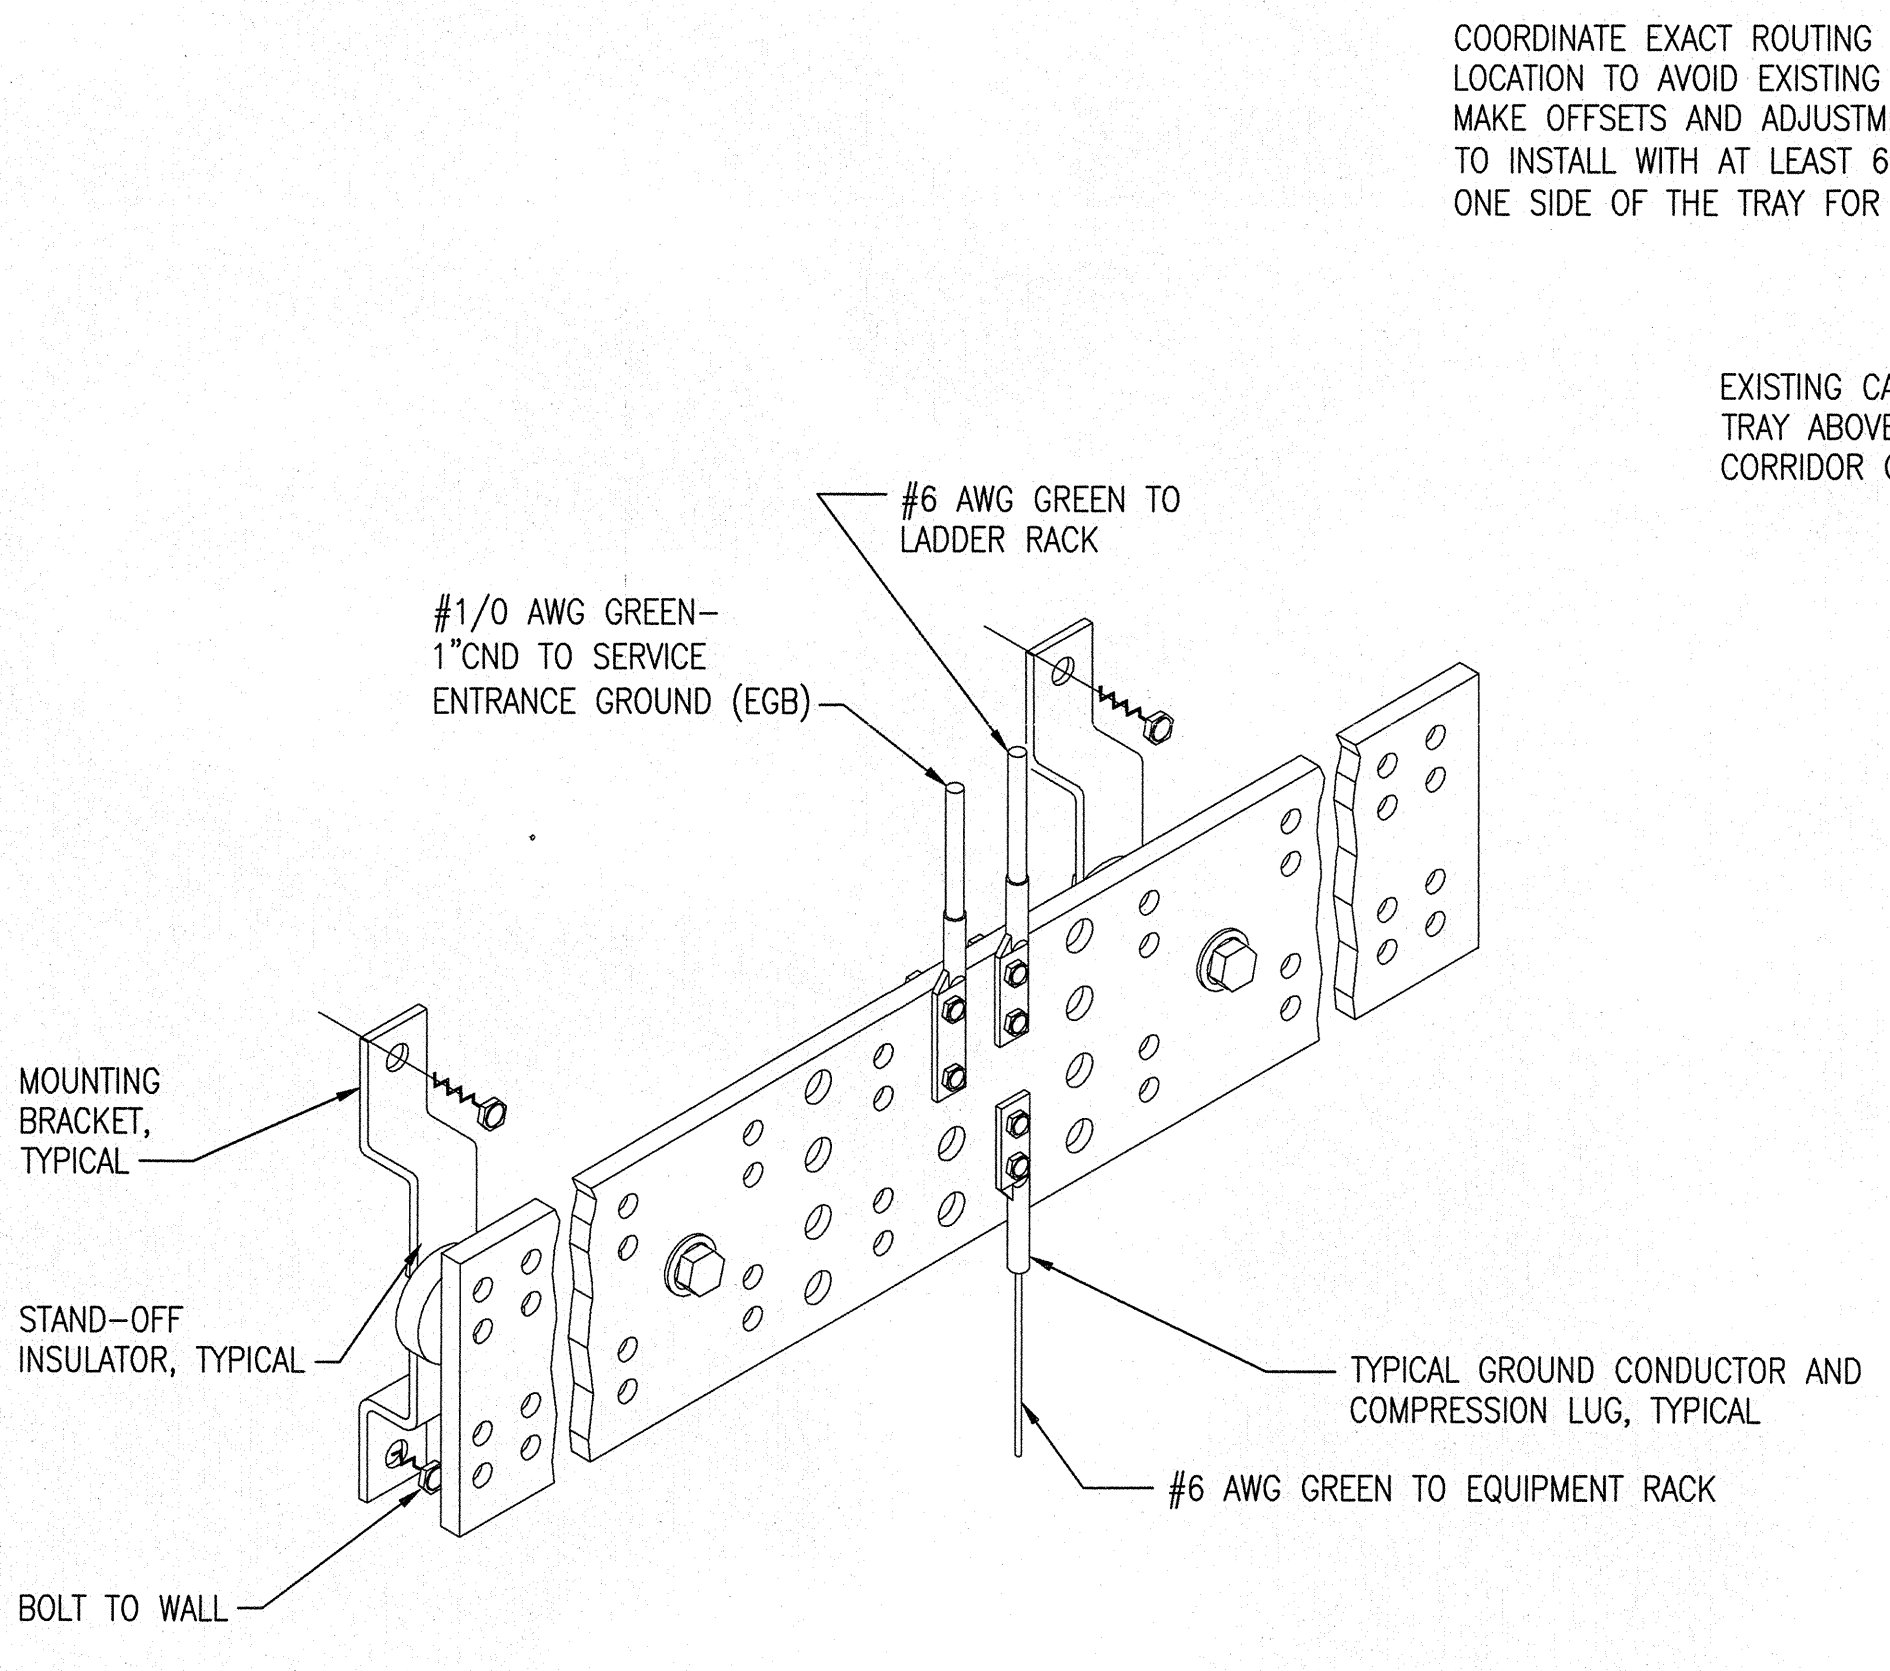 COORDINATE EXACT ROUTING
LOCATION TO AVOID EXISTING
MAKE OFFSETS AND ADJUSTM
TO INSTALL WITH AT LEAST 6
ONE SIDE OF THE TRAY FOR
EXISTING CA
TRAY ABOVE
CORRIDOR
#6 AWG GREEN TO
LADDER RACK
#1/0 AWG GREEN-
1"CND TO SERVICE
ENTRANCE GROUND (EGB)
MOUNTING
BRACKET,
TYPICAL
STAND-OFF
INSULATOR, TYPICAL
TYPICAL GROUND CONDUCTOR AND
COMPRESSION LUG, TYPICAL
#6 AWG GREEN TO EQUIPMENT RACK
BOLT TO WALL